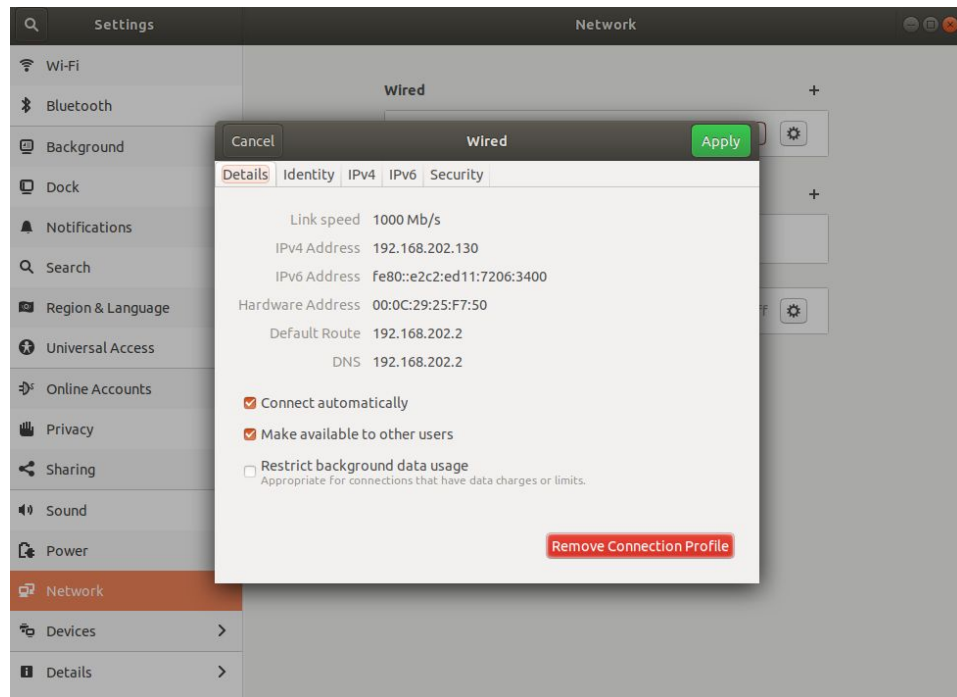 Settings
Network
Wi-Fi
Bluetooth
Background
Dock
Notifications
Search
Region & Language
Universal Access
Online Accounts
Privacy
Sharing
Sound
Power
Network
Devices
Details
Wired
Cancel
Wired
Apply
Details Identity IPv4 IPv6 Security
Link speed 1000 Mb/s
IPv4 Address 192.168.202.130
IPv6 Address fe80::e2c2:ed11:7206:3400
Hardware Address 00:0C:29:25:F7:50
Default Route 192.168.202.2
DNS 192.168.202.2
Connect automatically
Make available to other users
Restrict background data usage
Appropriate for connections that have data charges or limits.
Remove Connection Profile